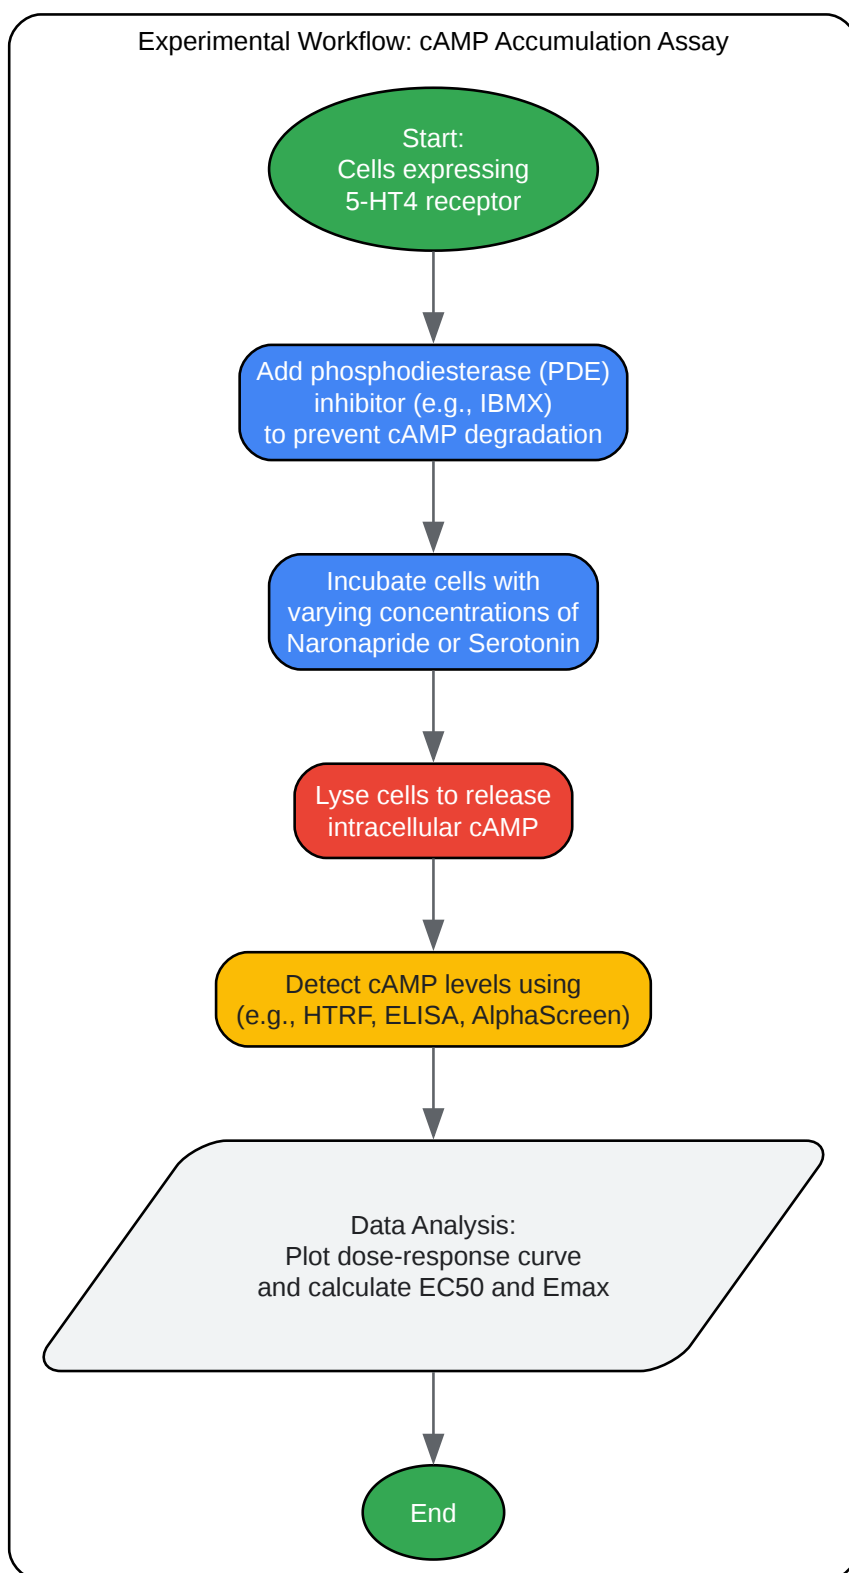 Experimental Workflow: cAMP Accumulation Assay
Start:
Cells expressing
5-HT4 receptor
Add phosphodiesterase (PDE)
inhibitor (e.g., IBMX)
to prevent cAMP degradation
Incubate cells with
varying concentrations of
Naronapride or Serotonin
Lyse cells to release
intracellular cAMP
Detect cAMP levels using
(e.g., HTRF, ELISA, AlphaScreen)
Data Analysis:
Plot dose-response curve
and calculate EC50 and Emax
End